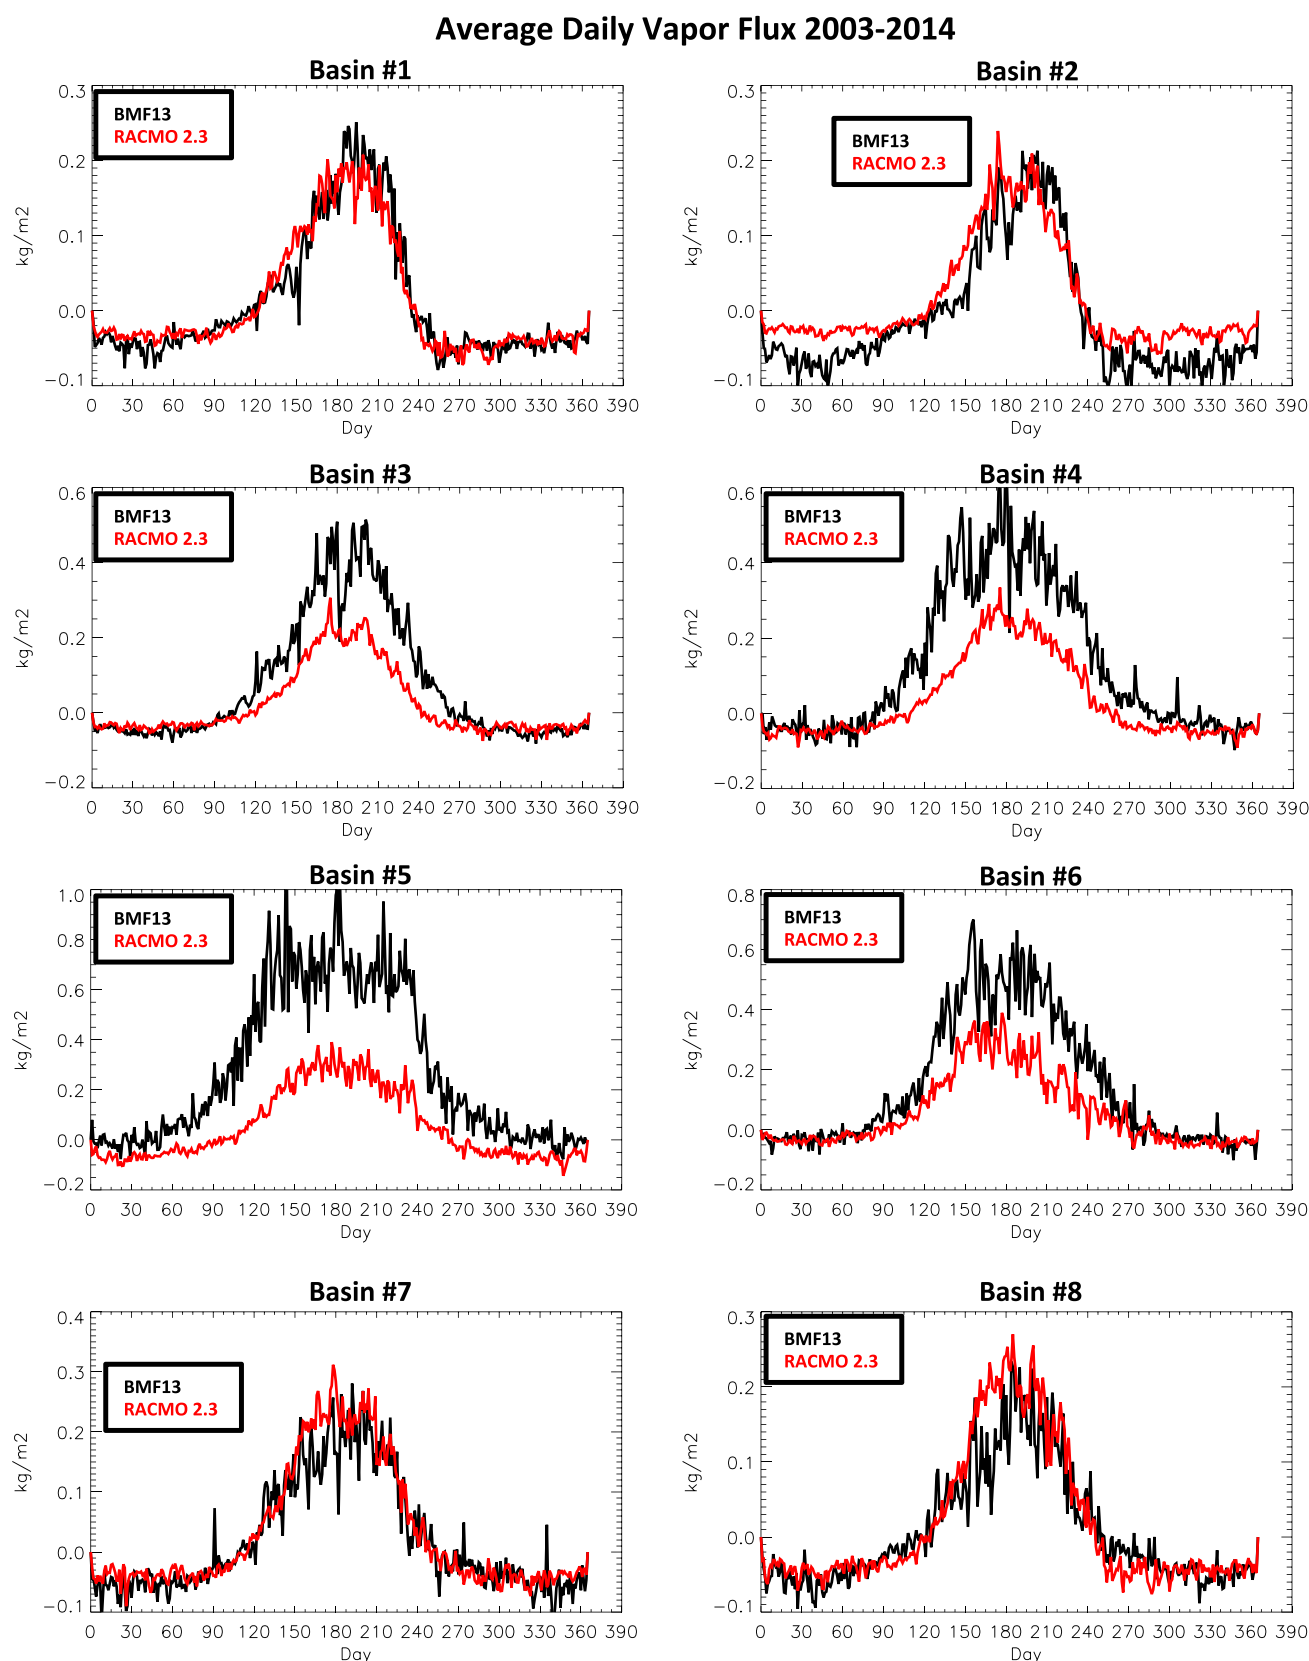 Average Daily Vapor Flux 2003-2014
Basin #1
BMF13
RACMO 2.3
kg/m2
0.3
0.2
0.1
0.0
−0.1
0 30 60 90 120 150 180 210 240 270 300 330 360 390
Day
Basin #2
BMF13
RACMO 2.3
kg/m2
0.3
0.2
0.1
0.0
−0.1
0 30 60 90 120 150 180 210 240 270 300 330 360 390
Day
Basin #3
BMF13
RACMO 2.3
kg/m2
0.6
0.4
0.2
0.0
−0.2
0 30 60 90 120 150 180 210 240 270 300 330 360 390
Day
Basin #4
BMF13
RACMO 2.3
kg/m2
0.6
0.4
0.2
0.0
−0.2
0 30 60 90 120 150 180 210 240 270 300 330 360 390
Day
Basin #5
BMF13
RACMO 2.3
kg/m2
1.0
0.8
0.6
0.4
0.2
0.0
−0.2
0 30 60 90 120 150 180 210 240 270 300 330 360 390
Day
Basin #6
BMF13
RACMO 2.3
kg/m2
0.8
0.6
0.4
0.2
0.0
−0.2
0 30 60 90 120 150 180 210 240 270 300 330 360 390
Day
Basin #7
BMF13
RACMO 2.3
kg/m2
0.4
0.3
0.2
0.1
0.0
−0.1
0 30 60 90 120 150 180 210 240 270 300 330 360 390
Day
Basin #8
BMF13
RACMO 2.3
kg/m2
0.3
0.2
0.1
0.0
−0.1
0 30 60 90 120 150 180 210 240 270 300 330 360 390
Day